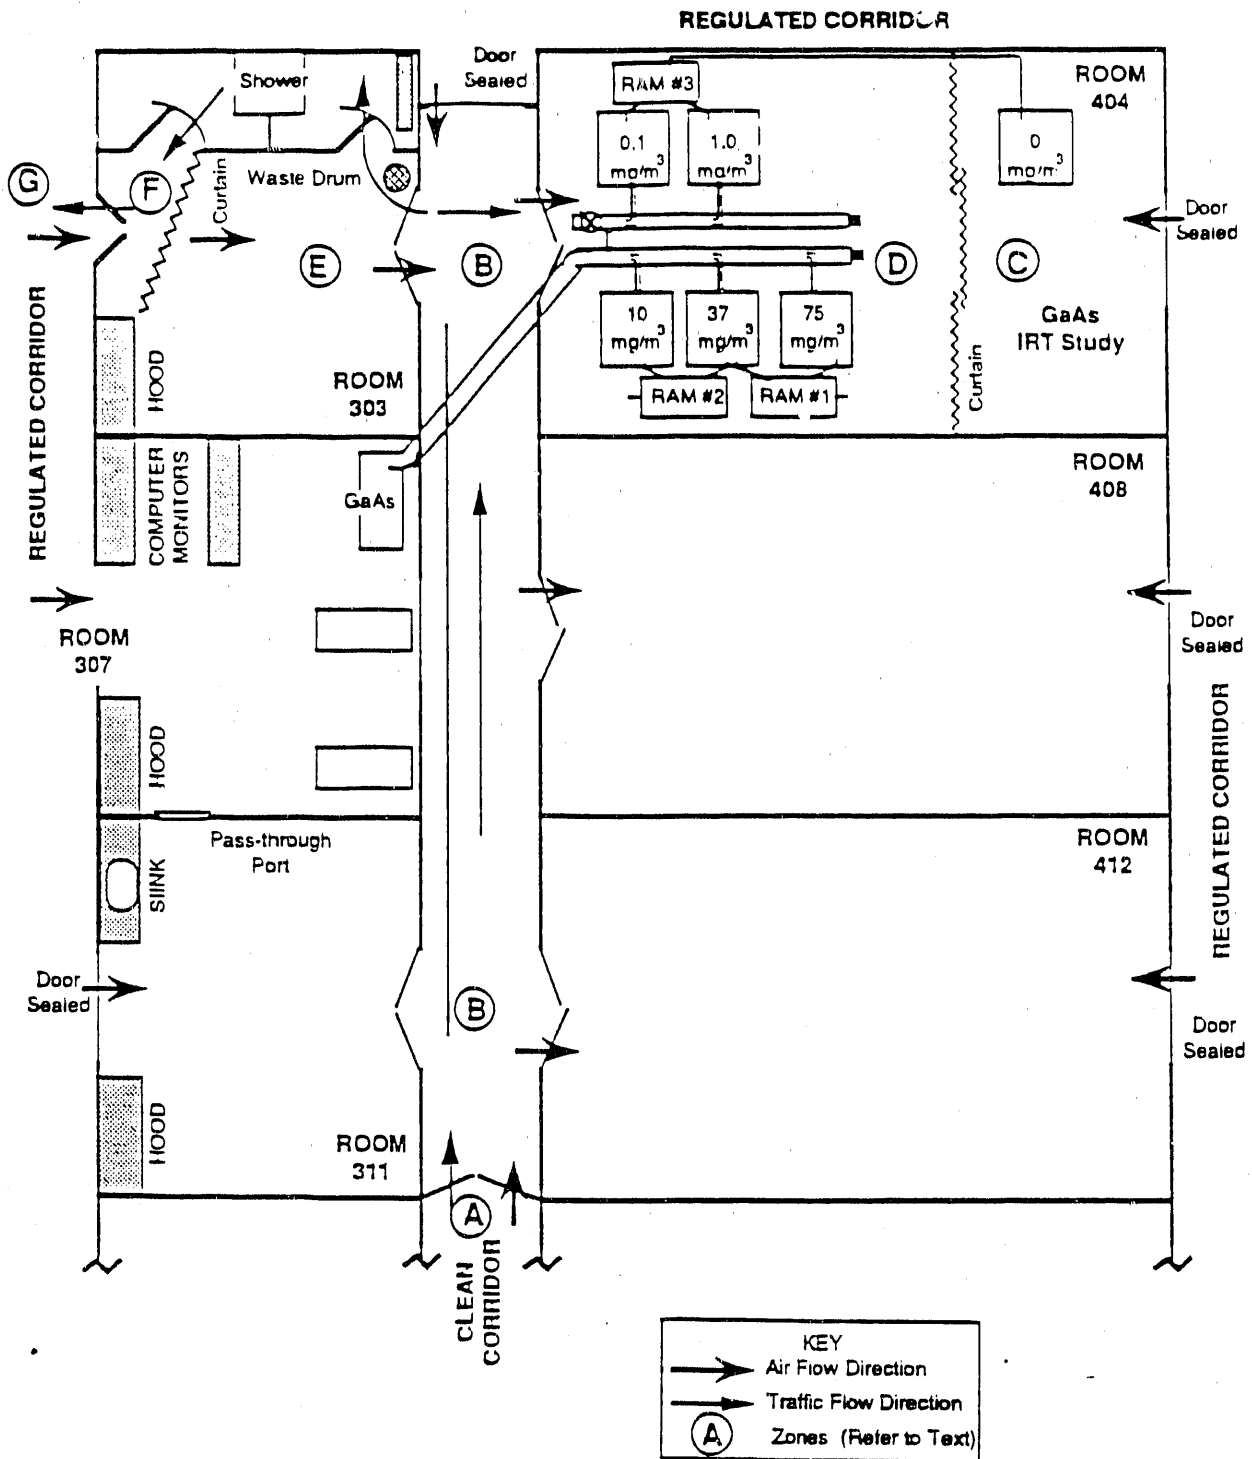 REGULATED CORRIDOR
Shower
Door
Sealed
RAM #3
ROOM
404
0.1
mg/m³
1.0
mg/m³
0
mg/m³
Waste Drum
Curtain
G
F
E
B
D
C
Door
Sealed
10
mg/m³
37
mg/m³
75
mg/m³
GaAs
IRT Study
RAM #2
RAM #1
Curtain
ROOM
303
HOOD
REGULATED CORRIDOR
COMPUTER
MONITORS
GaAs
ROOM
408
ROOM
307
Door
Sealed
HOOD
REGULATED CORRIDOR
Pass-through
Port
SIINK
ROOM
412
Door
Sealed
B
Door
Sealed
HOOD
ROOM
311
A
CLEAN
CORRIDOR
KEY
Air Flow Direction
Traffic Flow Direction
A Zones (Refer to Text)